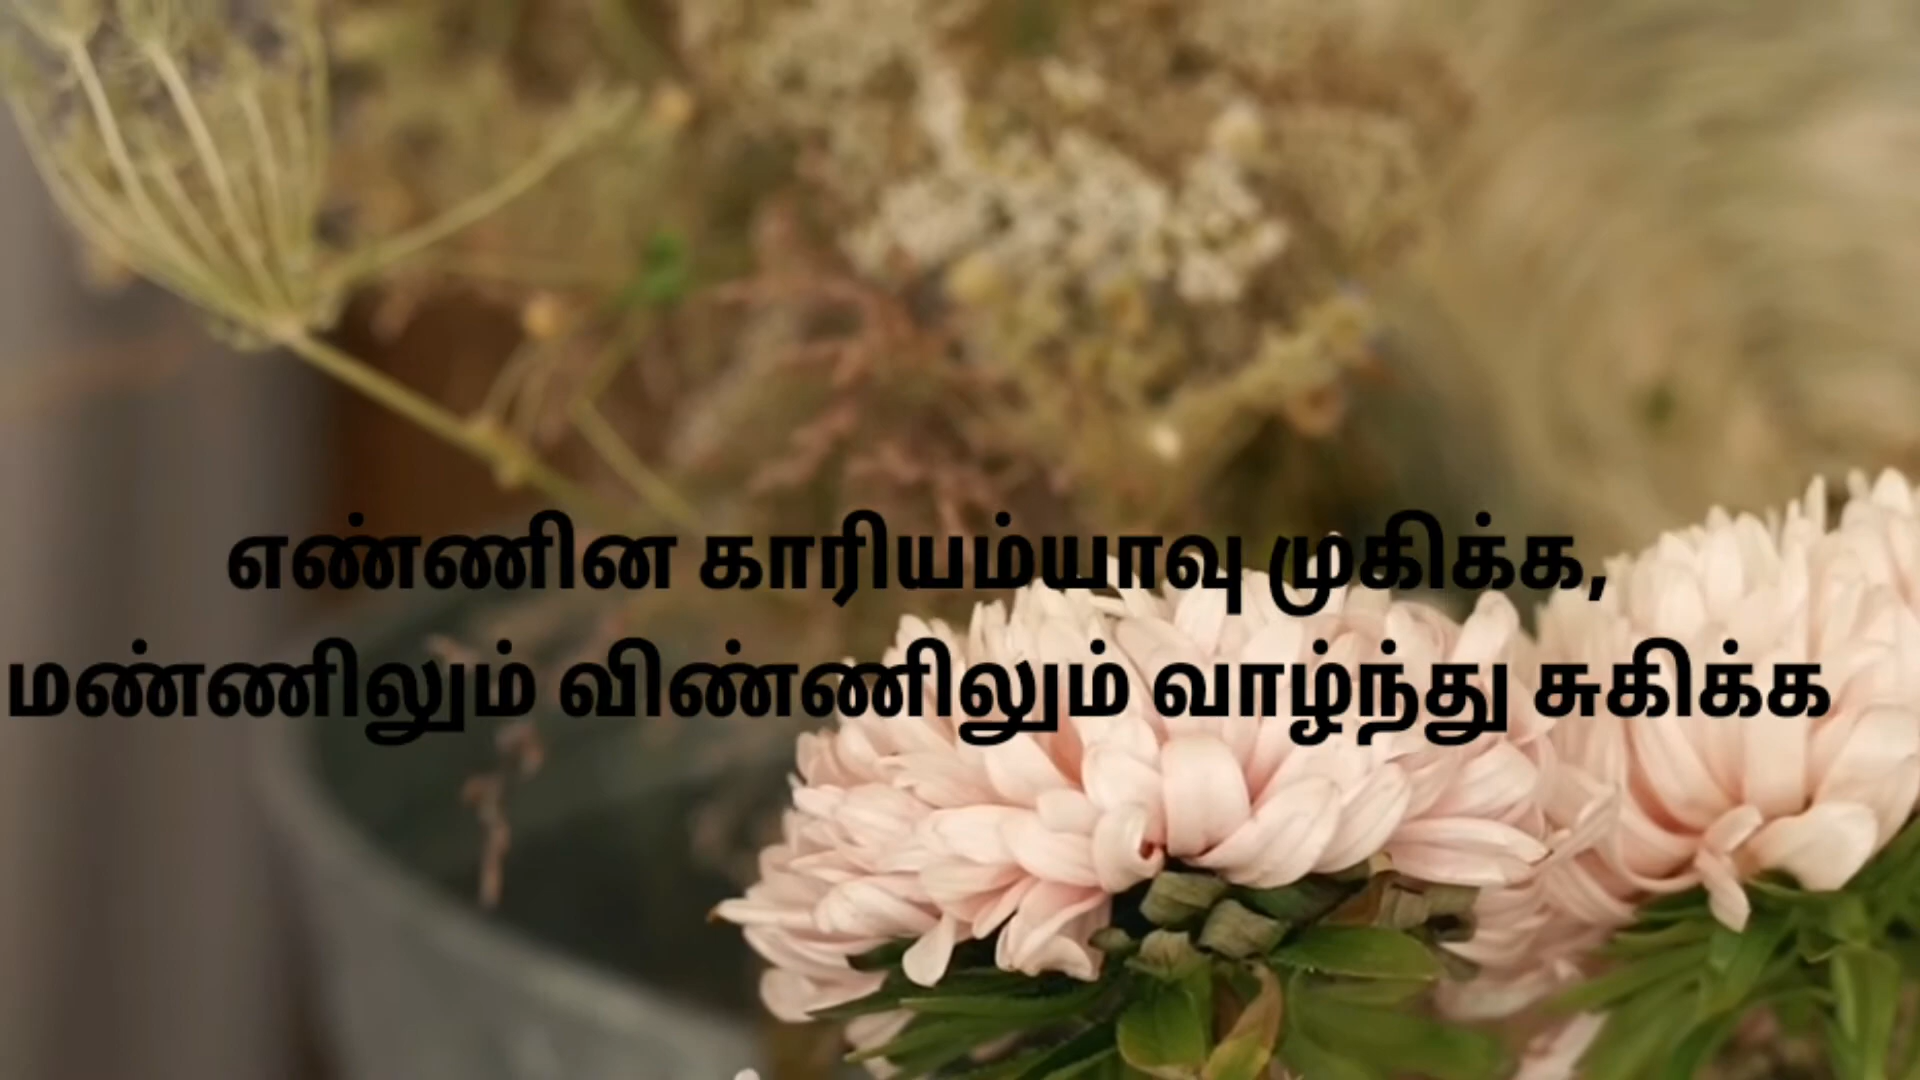 எண்ணின காரியம்யாவு முகிக்க,
மண்ணிலும் விண்ணிலும் வாழ்ந்து சுகிக்க